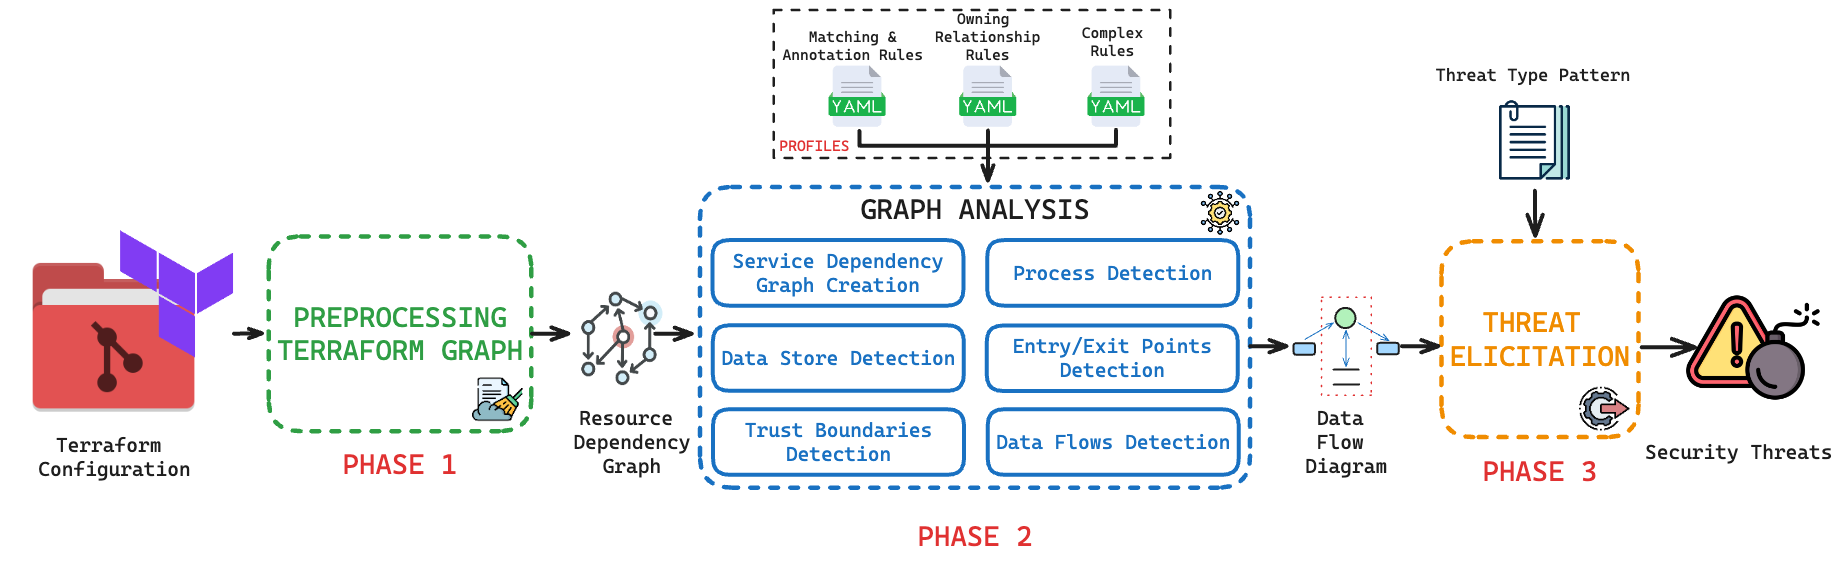 Matching &
Annotation Rules
Owning
Relationship
Rules
Complex
Rules
YAML
YAML
YAML
PROFILES
Threat Type Pattern
Terraform
Configuration
PREPROCESSING
TERRAFORM GRAPH
PHASE 1
Resource
Dependency
Graph
GRAPH ANALYSIS
Service Dependency
Graph Creation
Process Detection
Data Store Detection
Entry/Exit Points
Detection
Trust Boundaries
Detection
Data Flows Detection
PHASE 2
Data
Flow
Diagram
THREAT
ELICITATION
PHASE 3
Security Threats